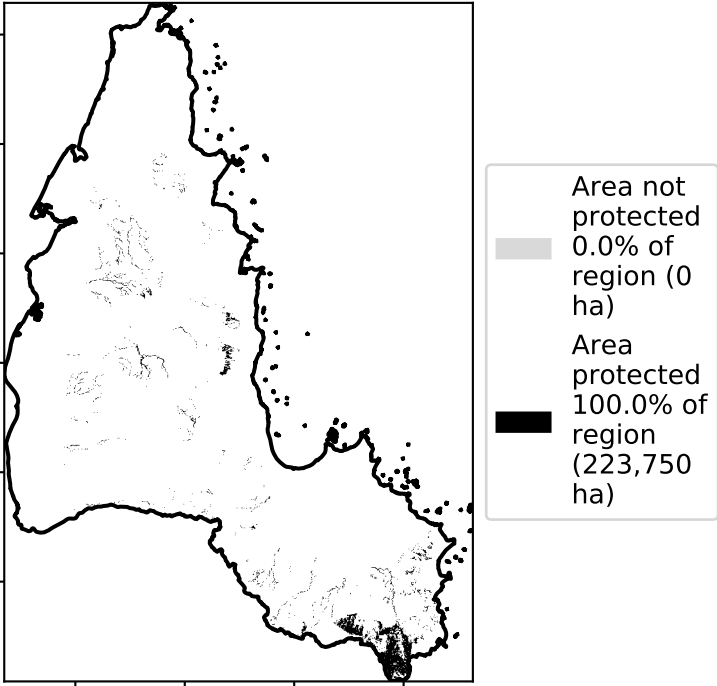 Area not
protected
0.0% of
region (0
ha)
Area
protected
100.0% of
region
(223,750
ha)